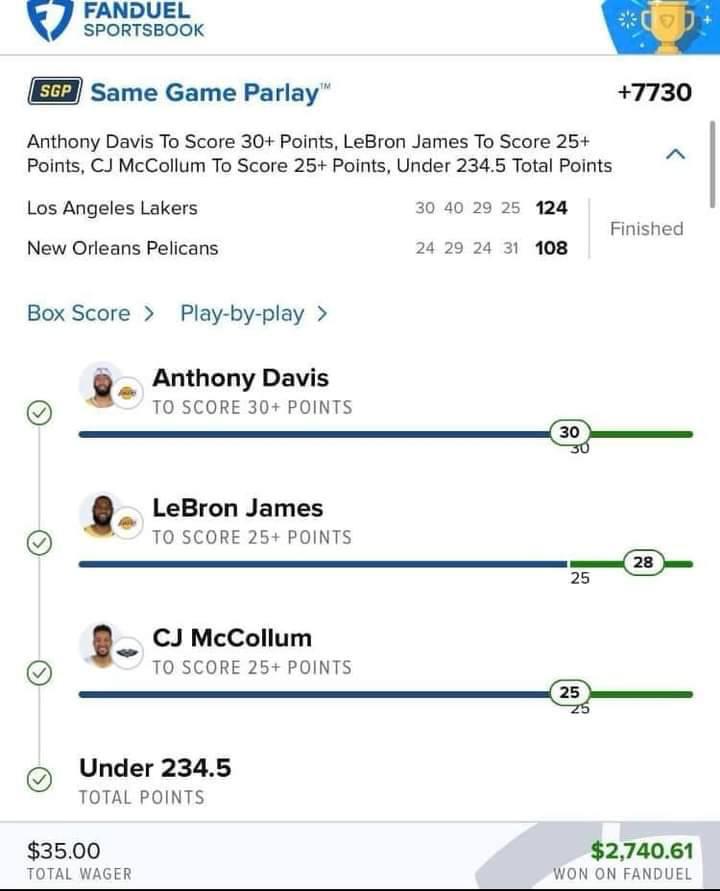 FANDUEL
SPORTSBOOK
SGP Same Game Parlay™ +7730
Anthony Davis To Score 30+ Points, LeBron James To Score 25+
Points, CJ McCollum To Score 25+ Points, Under 234.5 Total Points
Los Angeles Lakers 30 40 29 25 124
Finished
New Orleans Pelicans 24 29 24 31 108
Box Score > Play-by-play >
Anthony Davis
TO SCORE 30+ POINTS
30
30
LeBron James
TO SCORE 25+ POINTS
28
25
CJ McCollum
TO SCORE 25+ POINTS
25
25
Under 234.5
TOTAL POINTS
$35.00 $2,740.61
TOTAL WAGER WON ON FANDUEL